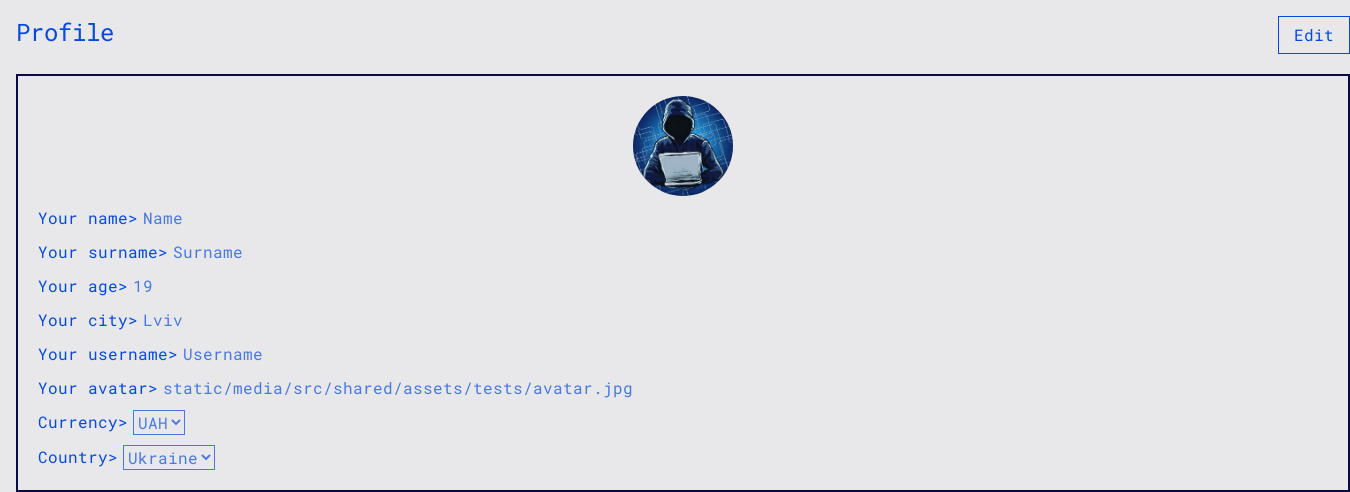 Profile
Edit
Your name> Name
Your surname> Surname
Your age> 19
Your city> Lviv
Your username> Username
Your avatar> static/media/src/shared/assets/tests/avatar.jpg
Currency> UAH
Country> Ukraine